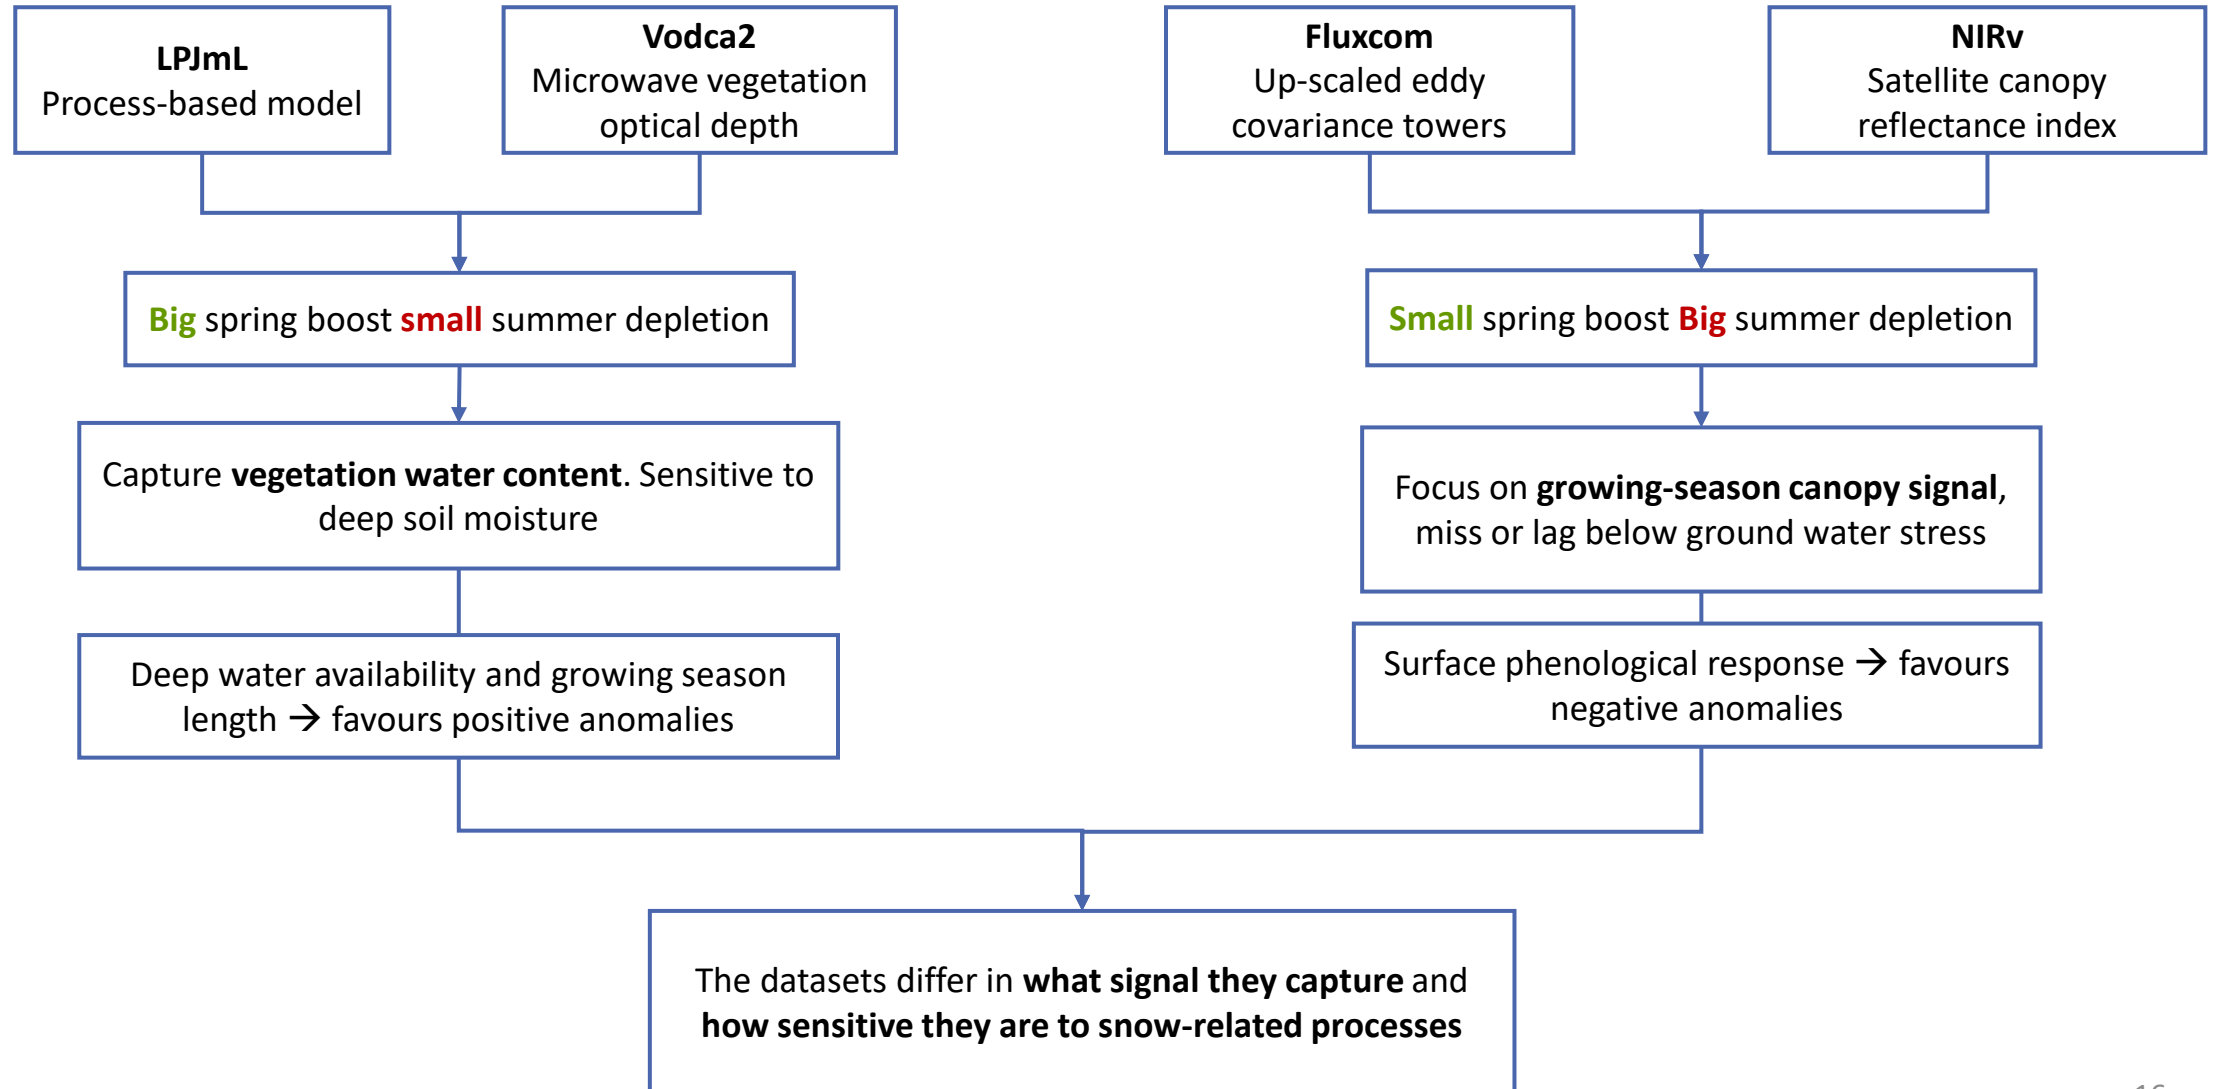 LPJmL
Process-based model
Vodca2
Microwave vegetation
optical depth
Fluxcom
Up-scaled eddy
covariance towers
NIRv
Satellite canopy
reflectance index
Big spring boost small summer depletion
Small spring boost Big summer depletion
Capture vegetation water content. Sensitive to
deep soil moisture
Focus on growing-season canopy signal,
miss or lag below ground water stress
Deep water availability and growing season
length → favours positive anomalies
Surface phenological response → favours
negative anomalies
The datasets differ in what signal they capture and
how sensitive they are to snow-related processes